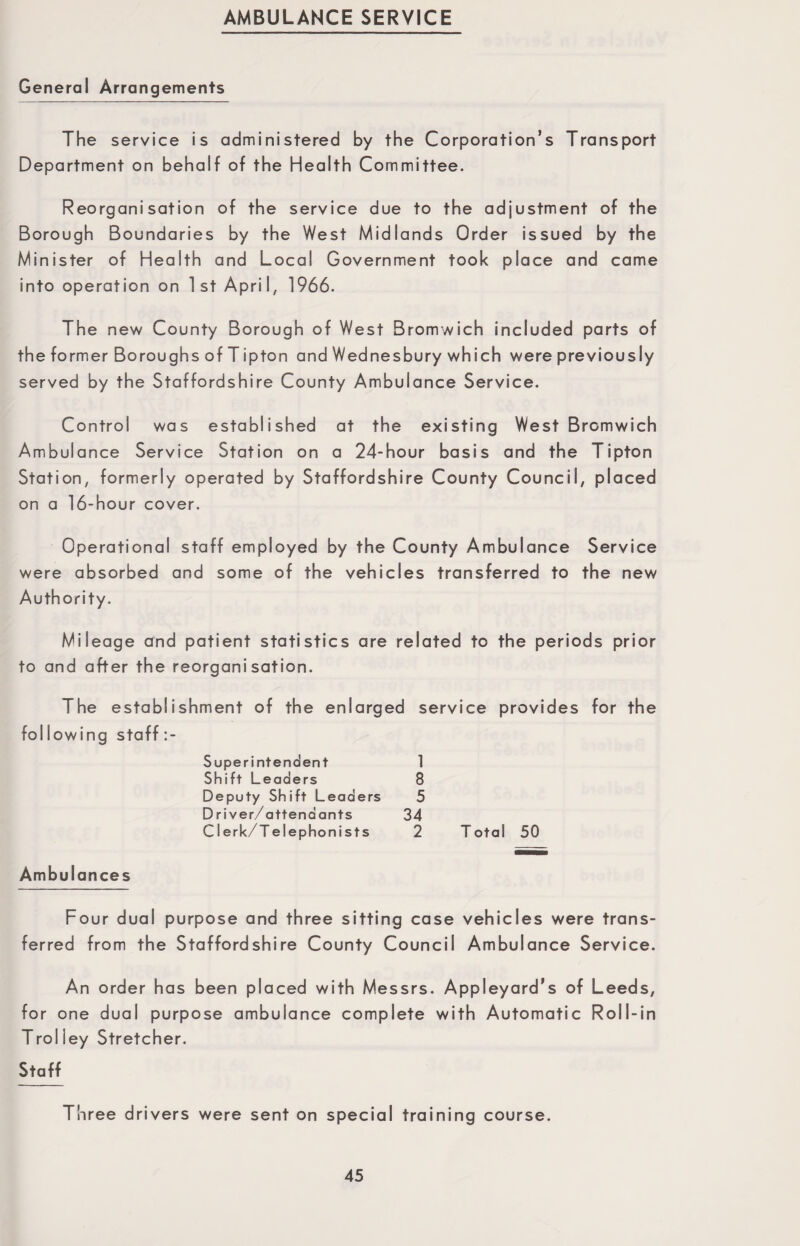 AMBULANCE SERVICE
General Arrangements
The service is administered by the Corporation's Transport
Department on behalf of the Health Committee.
Reorganisation of the service due to the adjustment of the
Borough Boundaries by the West Midlands Order issued by the
Minister of Health and Local Government took place and came
into operation on 1st April, 1966.
The new County Borough of West Bromwich included parts of
the former Boroughs of Tipton and Wednesbury which were previously
served by the Staffordshire County Ambulance Service.
Control was established at the existing West Bromwich
Ambulance Service Station on a 24-hour basis and the Tipton
Station, formerly operated by Staffordshire County Council, placed
on a 16-hour cover.
Operational staff employed by the County Ambulance Service
were absorbed and some of the vehicles transferred to the new
Authority.
Mileage and patient statistics are related to the periods prior
to and after the reorganisation.
The establishment of the enlarged service provides for the
following staff:-
Superintendent 1
Shift Leaders 8
Deputy Shift Leaders 5
Driver/attendants 34
Clerk/Telephonists 2 Total 50
Ambulances
Four dual purpose and three sitting case vehicles were trans-
ferred from the Staffordshire County Council Ambulance Service.
An order has been placed with Messrs. Appleyard's of Leeds,
for one dual purpose ambulance complete with Automatic Roll-in
Trolley Stretcher.
Staff
Three drivers were sent on special training course.
45